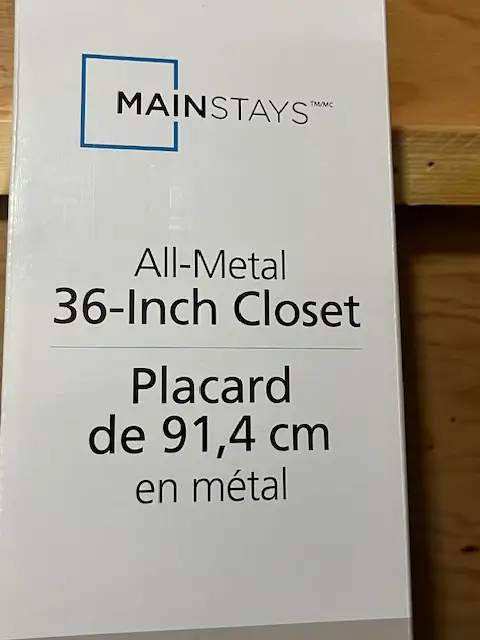 MAINSTAYS™/MC
All-Metal
36-Inch Closet
Placard
de 91,4 cm
en métal